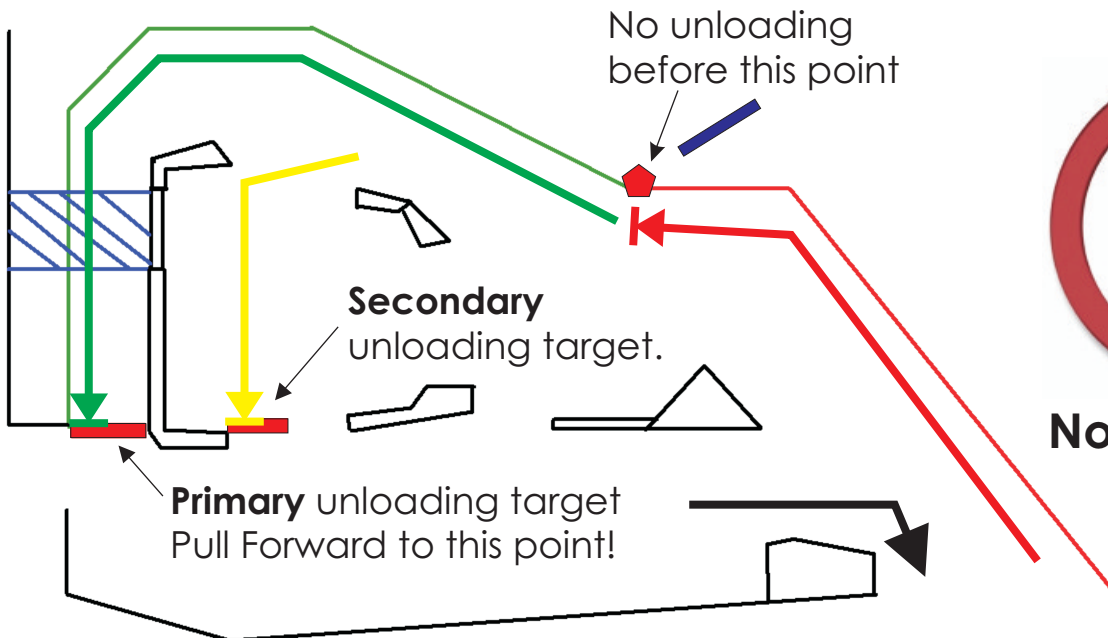 No unloading
before this point
Secondary
unloading target.
No
Primary unloading target
Pull Forward to this point!